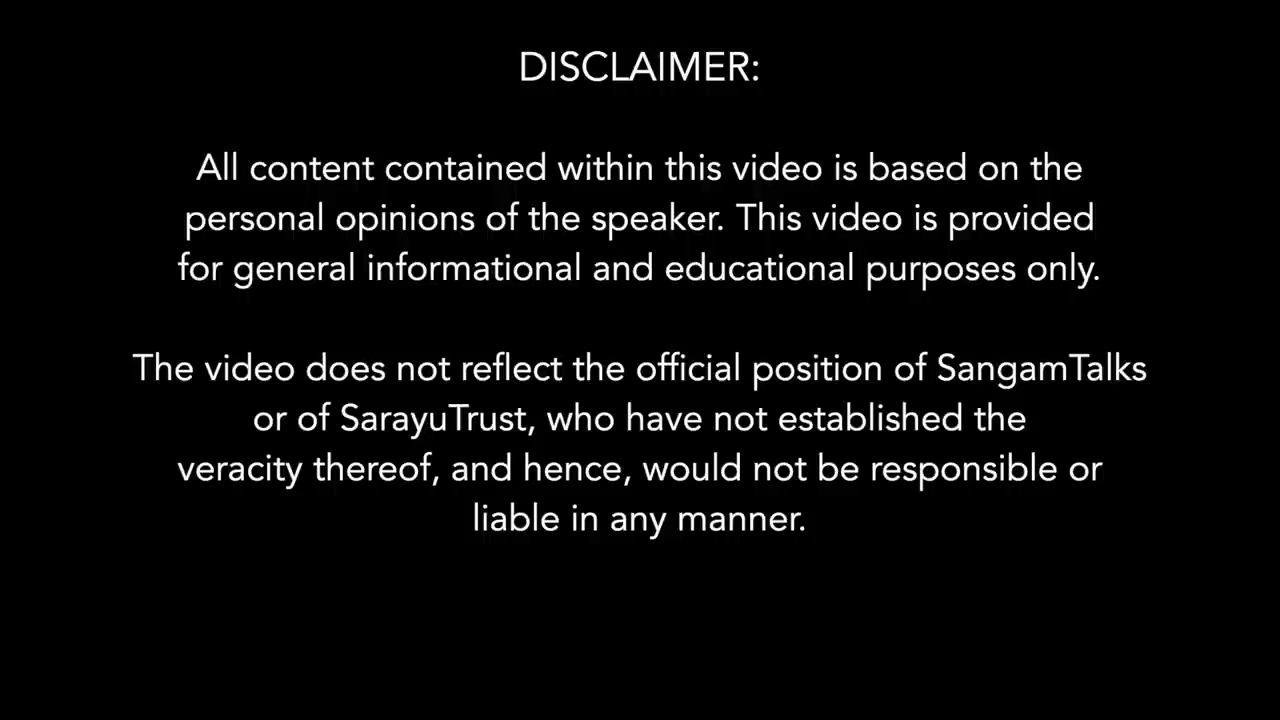 DISCLAIMER:
All content contained within this video is based on the
personal opinions of the speaker. This video is provided
for general informational and educational purposes only.
The video does not reflect the official position of SangamTalks
or of SarayuTrust, who have not established the
veracity thereof, and hence, would not be responsible or
liable in any manner.